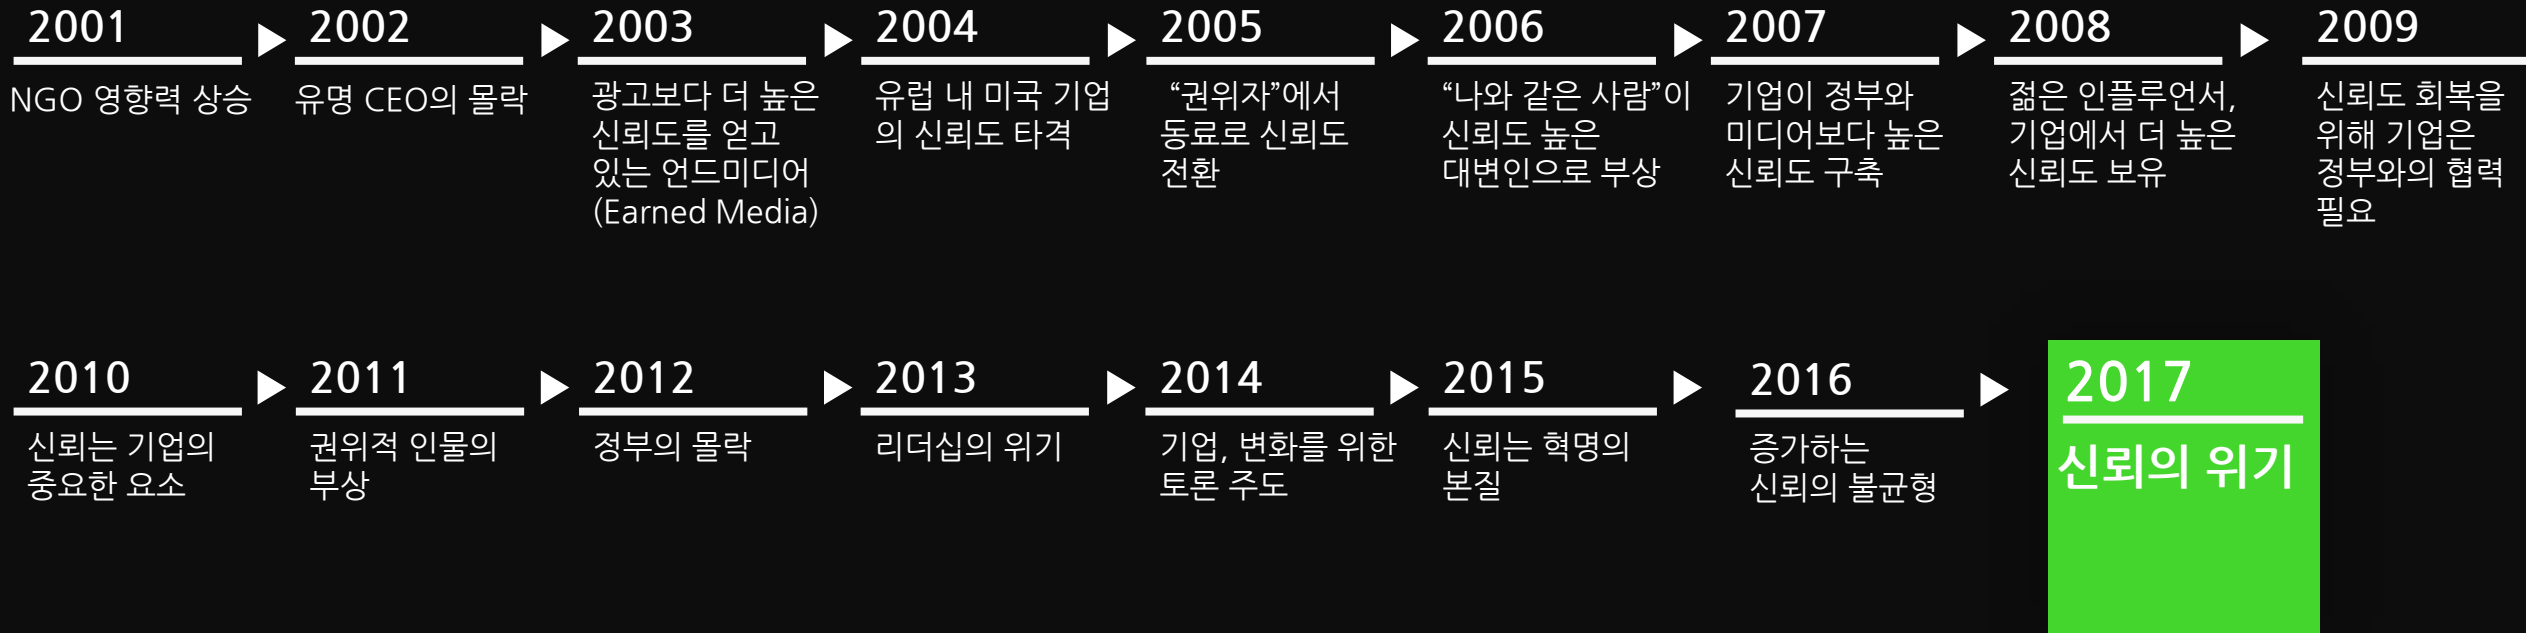 2001
NGO 영향력 상승
2002
유명 CEO의 몰락
2003
광고보다 더 높은
신뢰도를 얻고
있는 언드미디어
(Earned Media)
2004
유럽 내 미국 기업
의 신뢰도 타격
2005
“권위자”에서
동료로 신뢰도
전환
2006
“나와 같은 사람”이
신뢰도 높은
대변인으로 부상
2007
기업이 정부와
미디어보다 높은
신뢰도 구축
2008
젊은 인플루언서,
기업에서 더 높은
신뢰도 보유
2009
신뢰도 회복을
위해 기업은
정부와의 협력
필요
2010
신뢰는 기업의
중요한 요소
2011
권위적 인물의
부상
2012
정부의 몰락
2013
리더십의 위기
2014
기업, 변화를 위한
토론 주도
2015
신뢰는 혁명의
본질
2016
증가하는
신뢰의 불균형
2017
신뢰의 위기